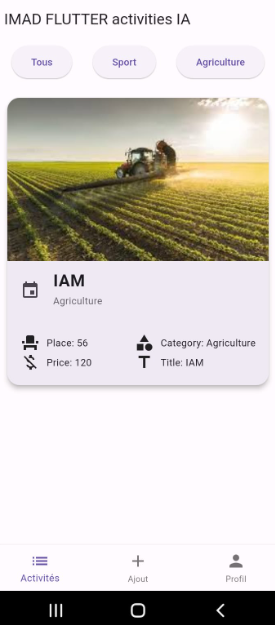 IMAD FLUTTER activities IA
Tous Sport Agriculture
IAM
Agriculture
Place: 56 Category: Agriculture
Price: 120 Title: IAM
Activités Ajout Profil